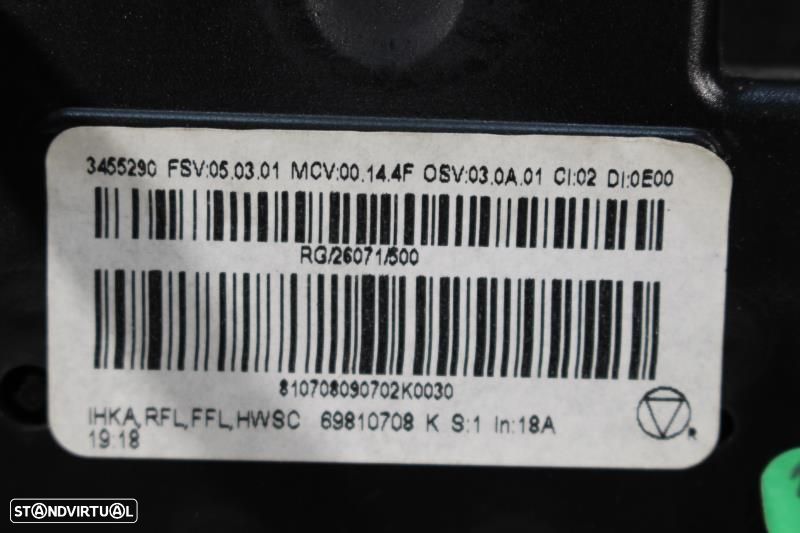 3455290 FSV:05.03.01 MCV:00.14.4F OSV:03.0A.01 CI:02 DI:0E00
RG/26071/500
810708090702K0030
IHKA,RFL,FFL,HWSC 69810708 K S:1 In:18A
19:18
R
STANDVIRTUAL